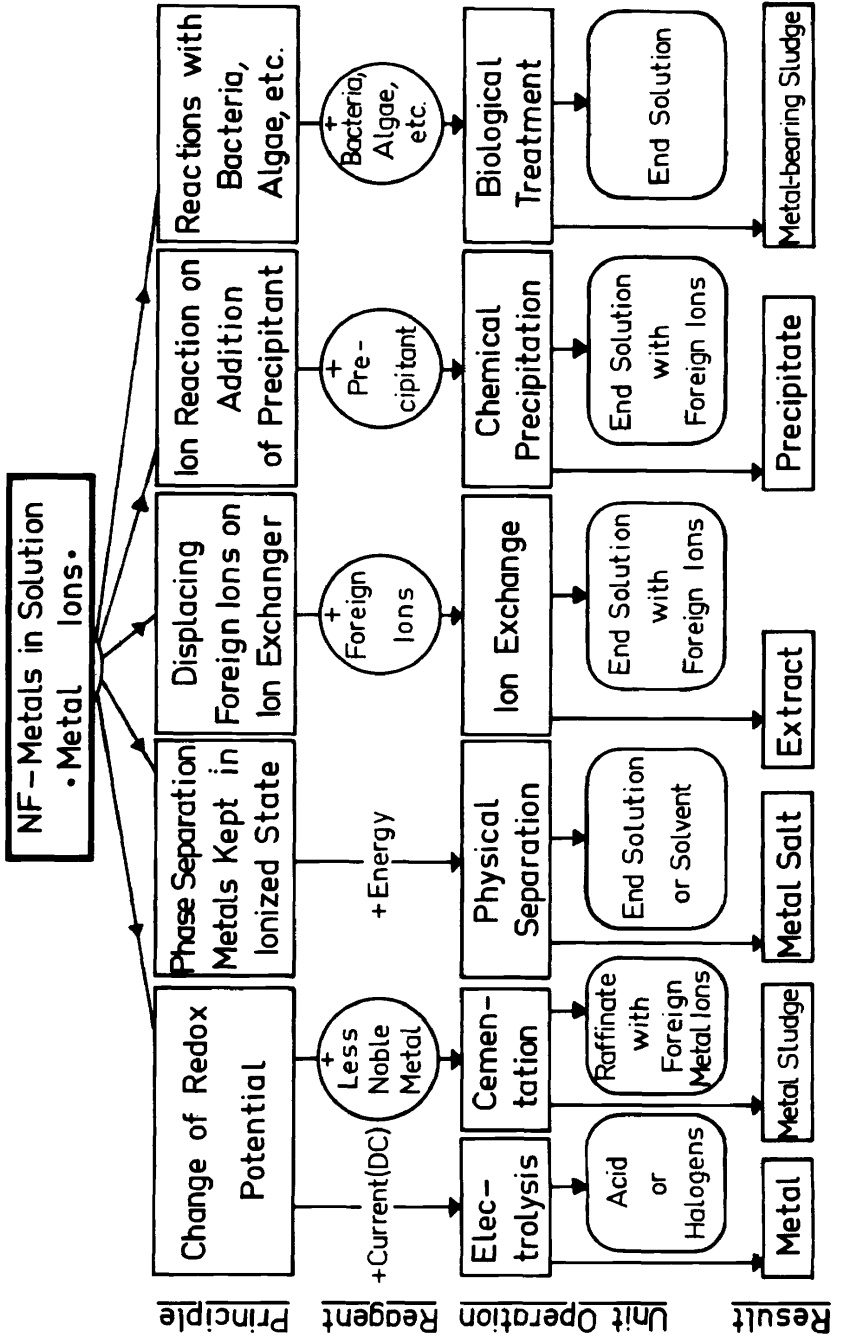 NF-Metals in Solution
•Metal Ions•
Principle
Change of Redox
Potential
Phase Separation
Metals Kept in
Ionized State
Displacing
Foreign Ions on
Ion Exchanger
Ion Reaction on
Addition
of Precipitant
Reactions with
Bacteria,
Algae, etc.
Reagent
+Current(DC)
+
Less
Noble
Metal
+Energy
+
Foreign
Ions
+
Pre-
cipitant
+
Bacteria,
Algae,
etc.
Unit Operation
Elec-
trolysis
Cemen-
tation
Physical
Separation
Ion Exchange
Chemical
Precipitation
Biological
Treatment
Acid
or
Halogens
Raffinate
with
Foreign
Metal Ions
End Solution
or Solvent
End Solution
with
Foreign Ions
End Solution
with
Foreign Ions
End Solution
Result
Metal
Metal Sludge
Metal Salt
Extract
Precipitate
Metal-bearing Sludge